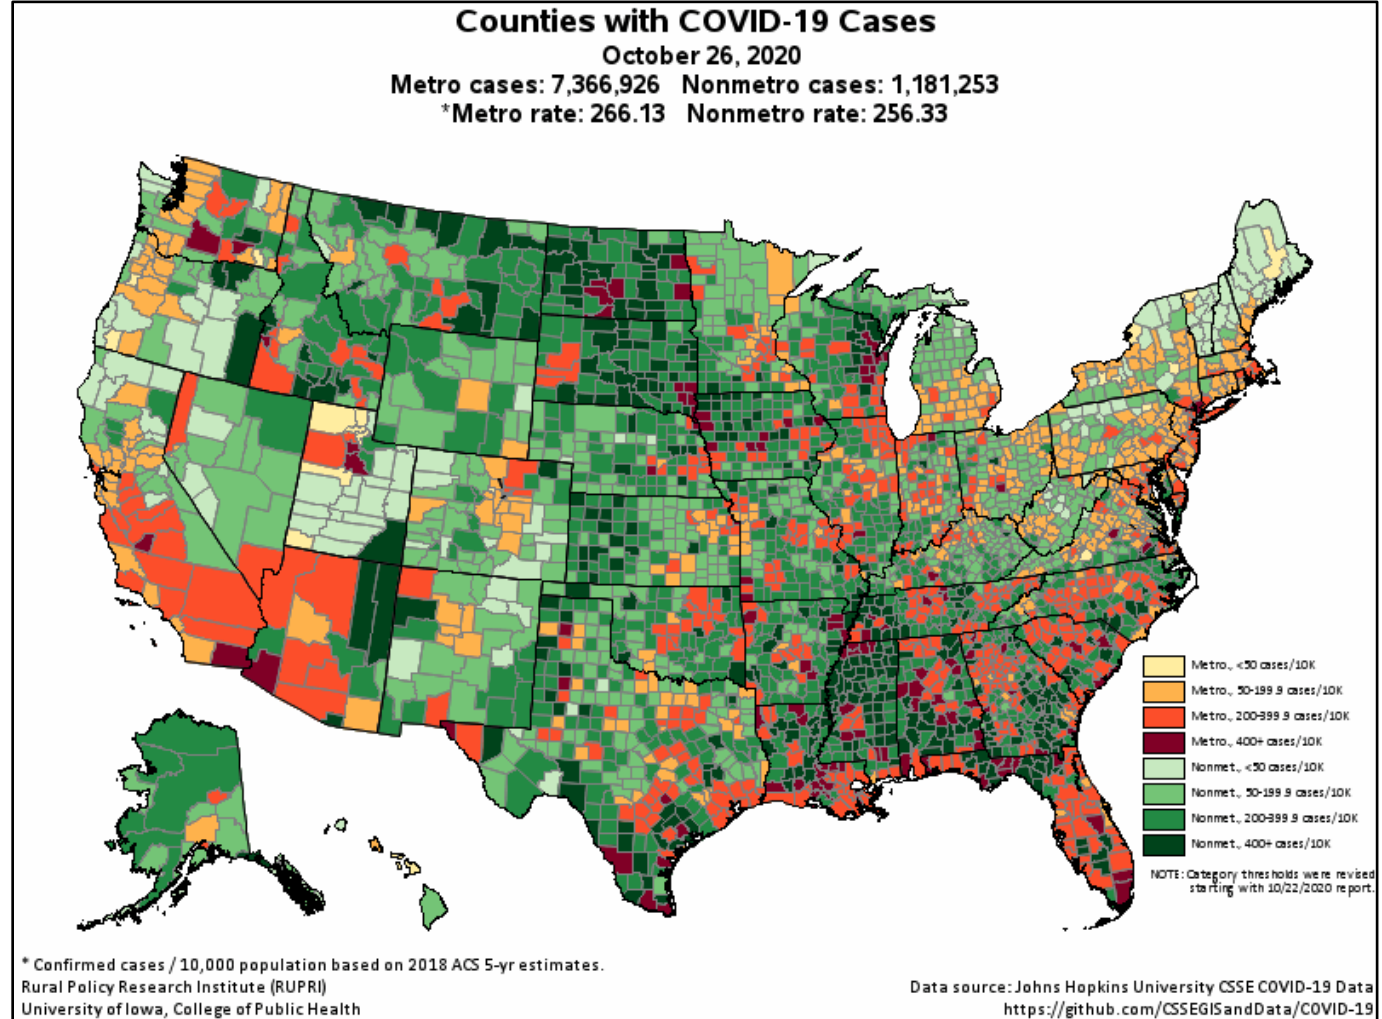 Counties with COVID-19 Cases
October 26, 2020
Metro cases: 7,366,926   Nonmetro cases: 1,181,253
*Metro rate: 266.13   Nonmetro rate: 256.33
Metro., <50 cases/10K
Metro., 50-199.9 cases/10K
Metro., 200-399.9 cases/10K
Metro., 400+ cases/10K
Nonmet., <50 cases/10K
Nonmet., 50-199.9 cases/10K
Nonmet., 200-399.9 cases/10K
Nonmet., 400+ cases/10K
NOTE: Category thresholds were revised
starting with 10/22/2020 report.
* Confirmed cases / 10,000 population based on 2018 ACS 5-yr estimates.
Rural Policy Research Institute (RUPRI)
University of Iowa, College of Public Health
Data source: Johns Hopkins University CSSE COVID-19 Data
https://github.com/CSSEGISandData/COVID-19